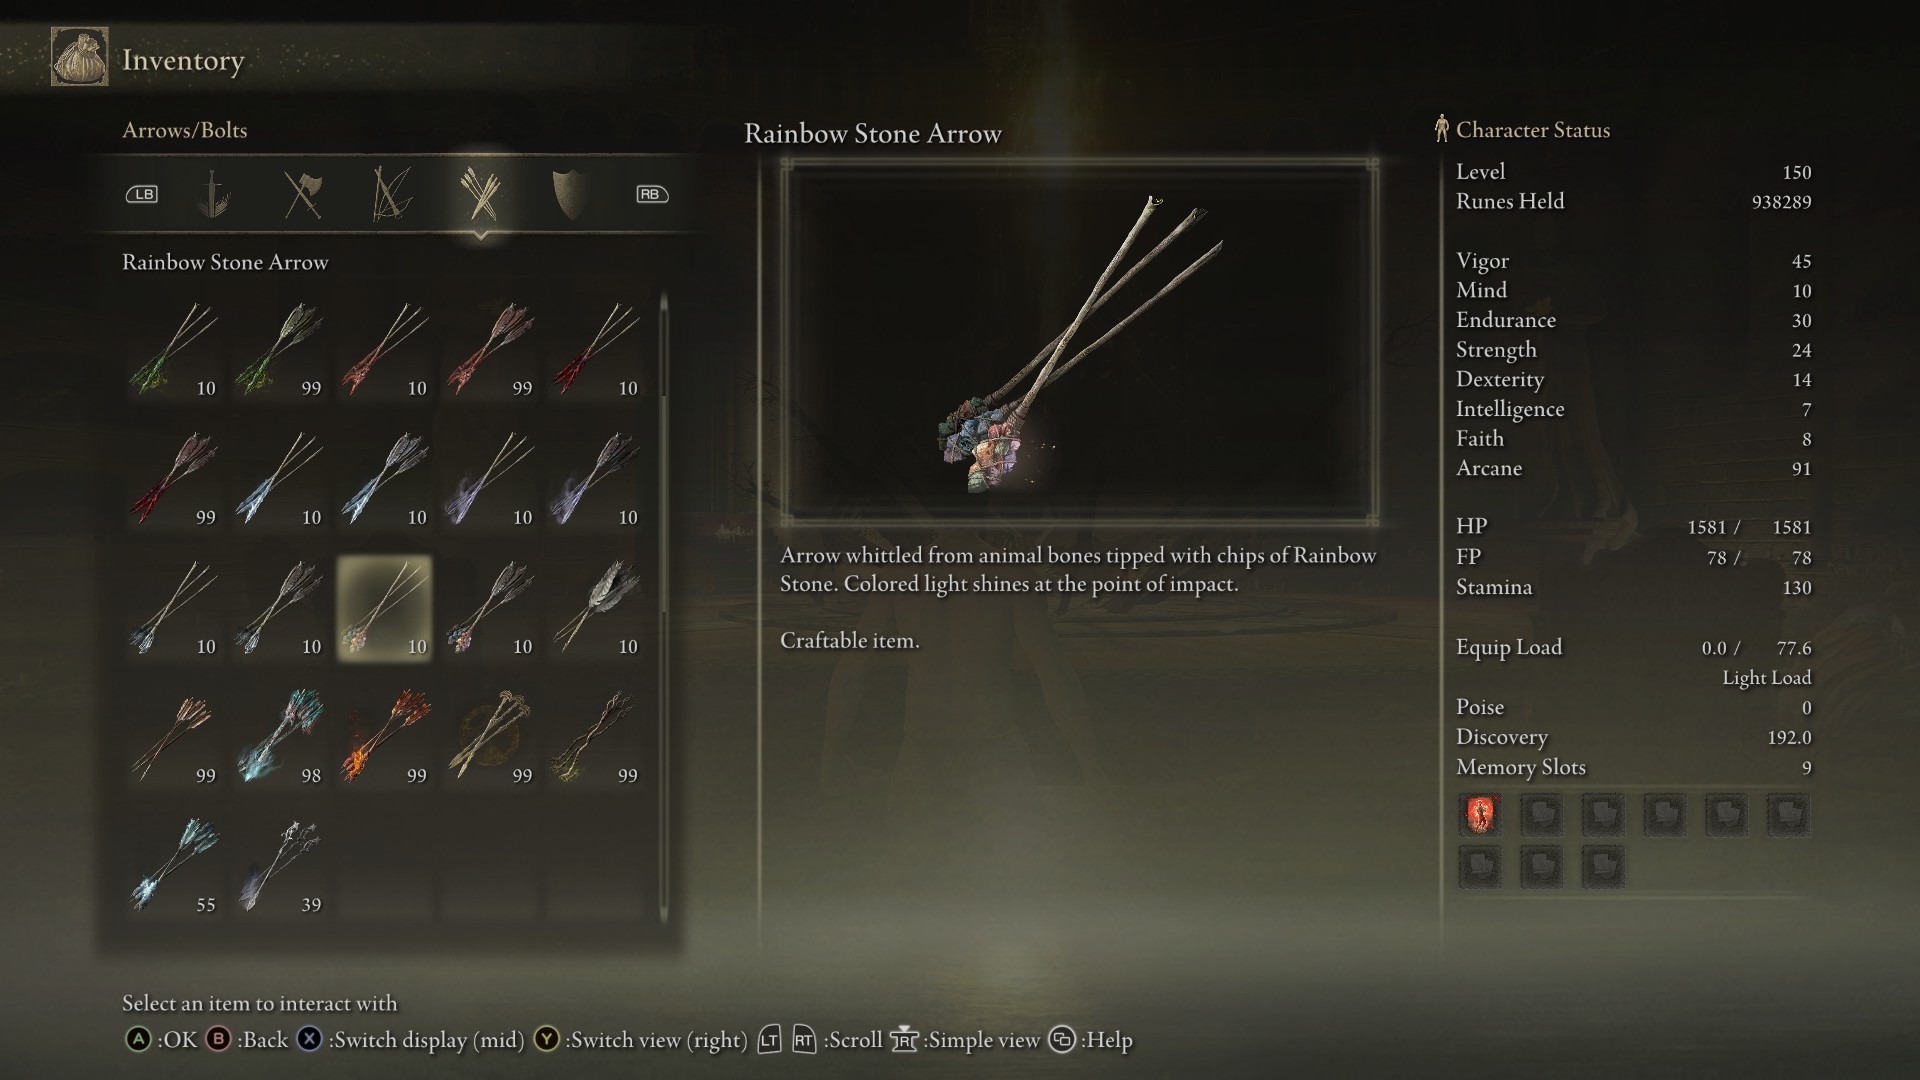 Inventory
Arrows/Bolts
LB
RB
Rainbow Stone Arrow
10 99 10 99 10
99 10 10 10 10
10 10 10 10 10
99 98 99 99 99
55 39
Rainbow Stone Arrow
Arrow whittled from animal bones tipped with chips of Rainbow
Stone. Colored light shines at the point of impact.
Craftable item.
Character Status
Level 150
Runes Held 938289
Vigor 45
Mind 10
Endurance 30
Strength 24
Dexterity 14
Intelligence 7
Faith 8
Arcane 91
HP 1581 / 1581
FP 78 / 78
Stamina 130
Equip Load 0.0 / 77.6
Light Load
Poise 0
Discovery 192.0
Memory Slots 9
Select an item to interact with
A :OK B :Back X :Switch display (mid) Y :Switch view (right) LT RT :Scroll R :Simple view :Help